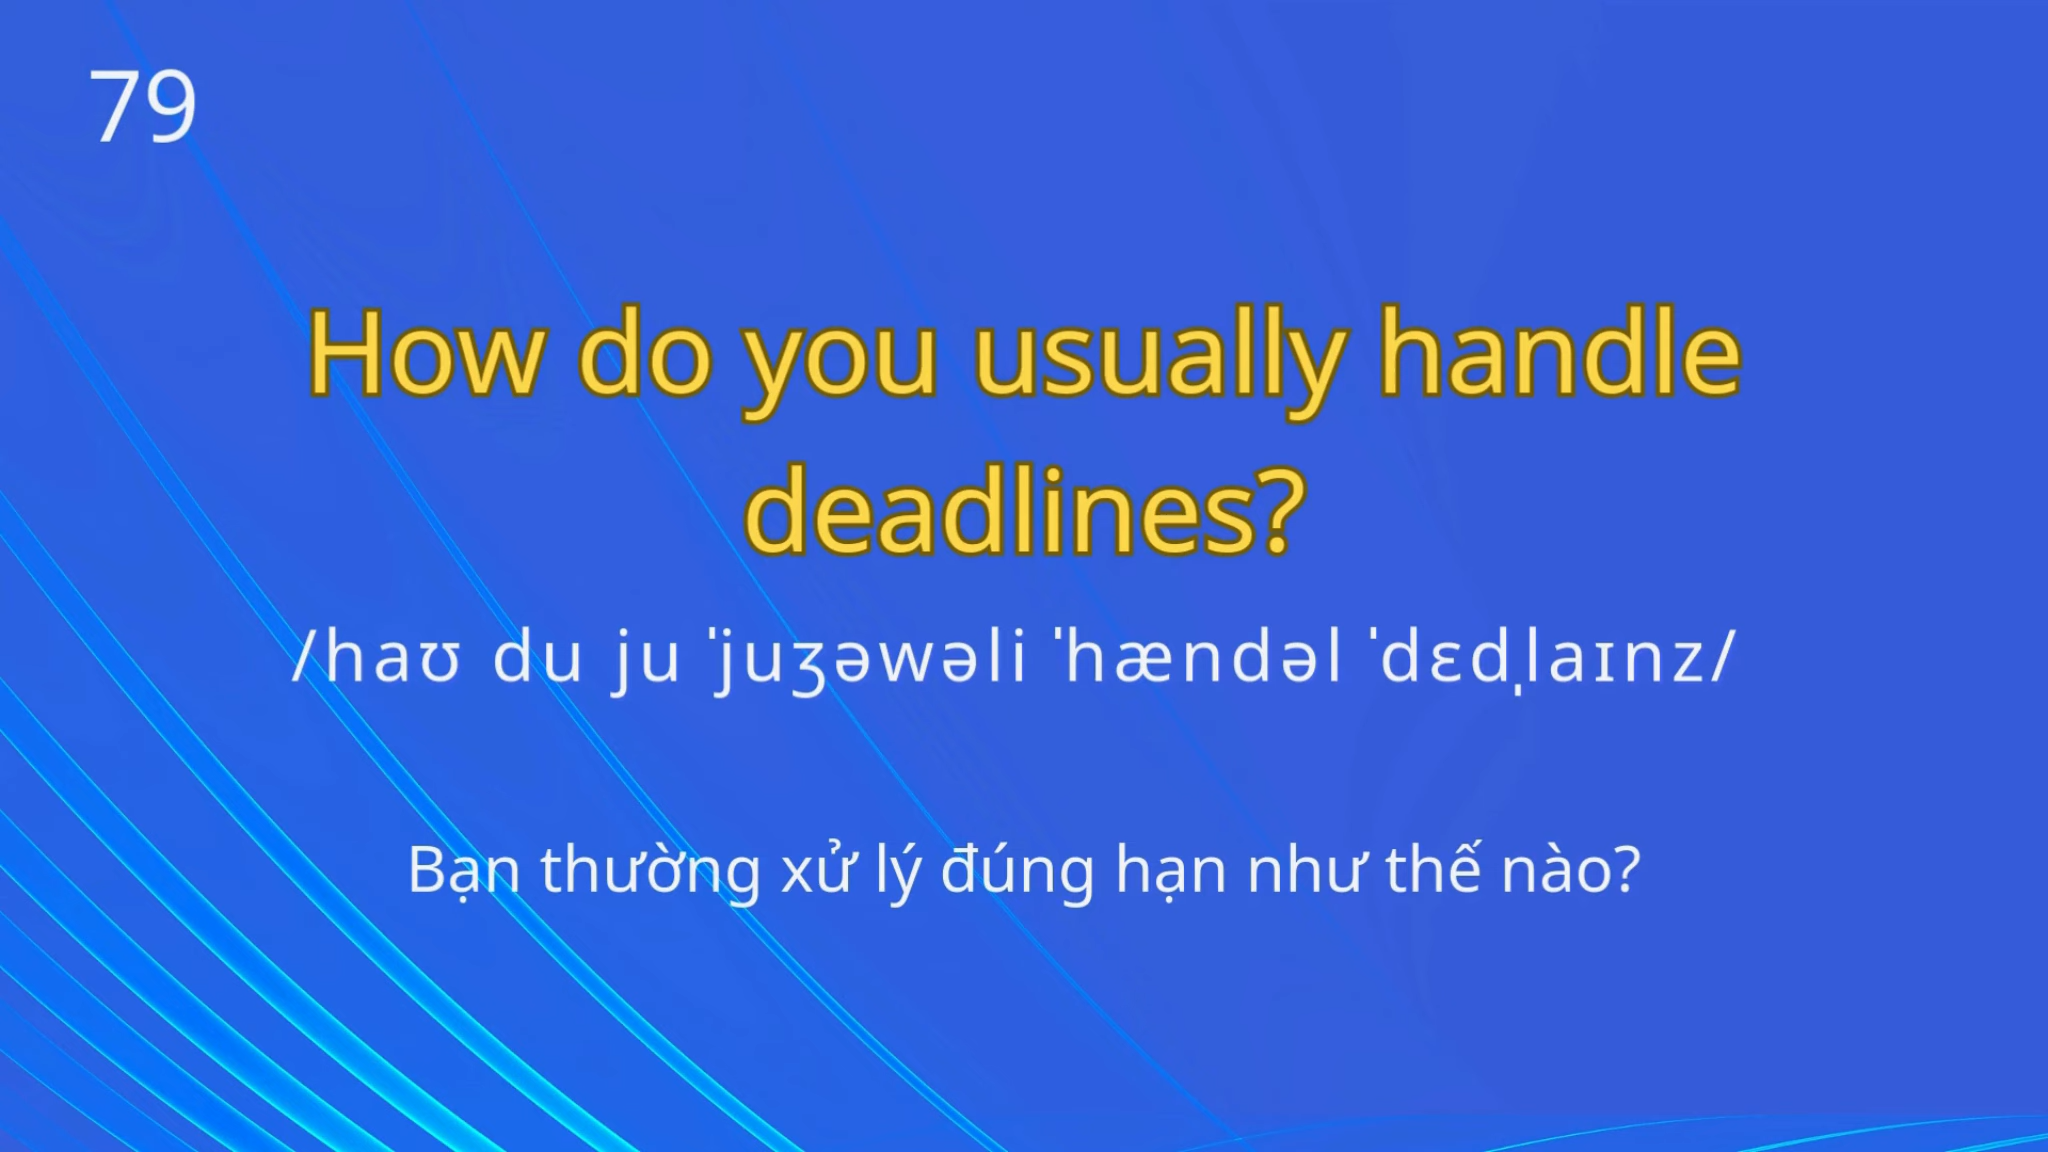 79
How do you usually handle
deadlines?
/haʊ du ju ˈjuʒəwəli ˈhændəl ˈdɛdˌlaɪnz/
Bạn thường xử lý đúng hạn như thế nào?